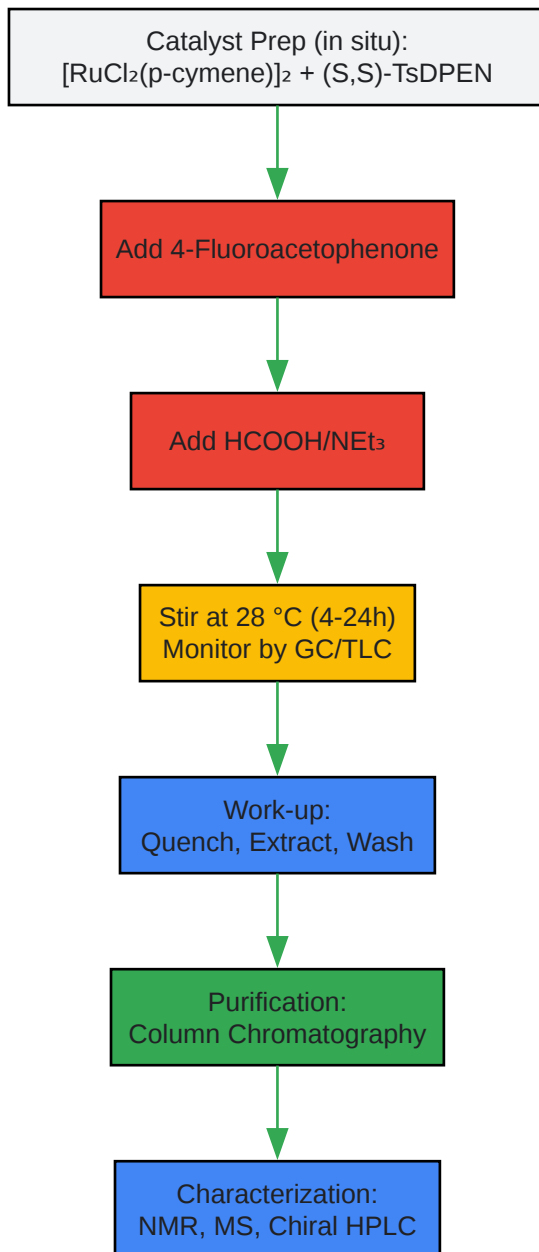 Catalyst Prep (in situ):
[RuCl₂(p-cymene)]₂ + (S,S)-TsDPEN
Add 4-Fluoroacetophenone
Add HCOOH/NEt₃
Stir at 28 °C (4-24h)
Monitor by GC/TLC
Work-up:
Quench, Extract, Wash
Purification:
Column Chromatography
Characterization:
NMR, MS, Chiral HPLC